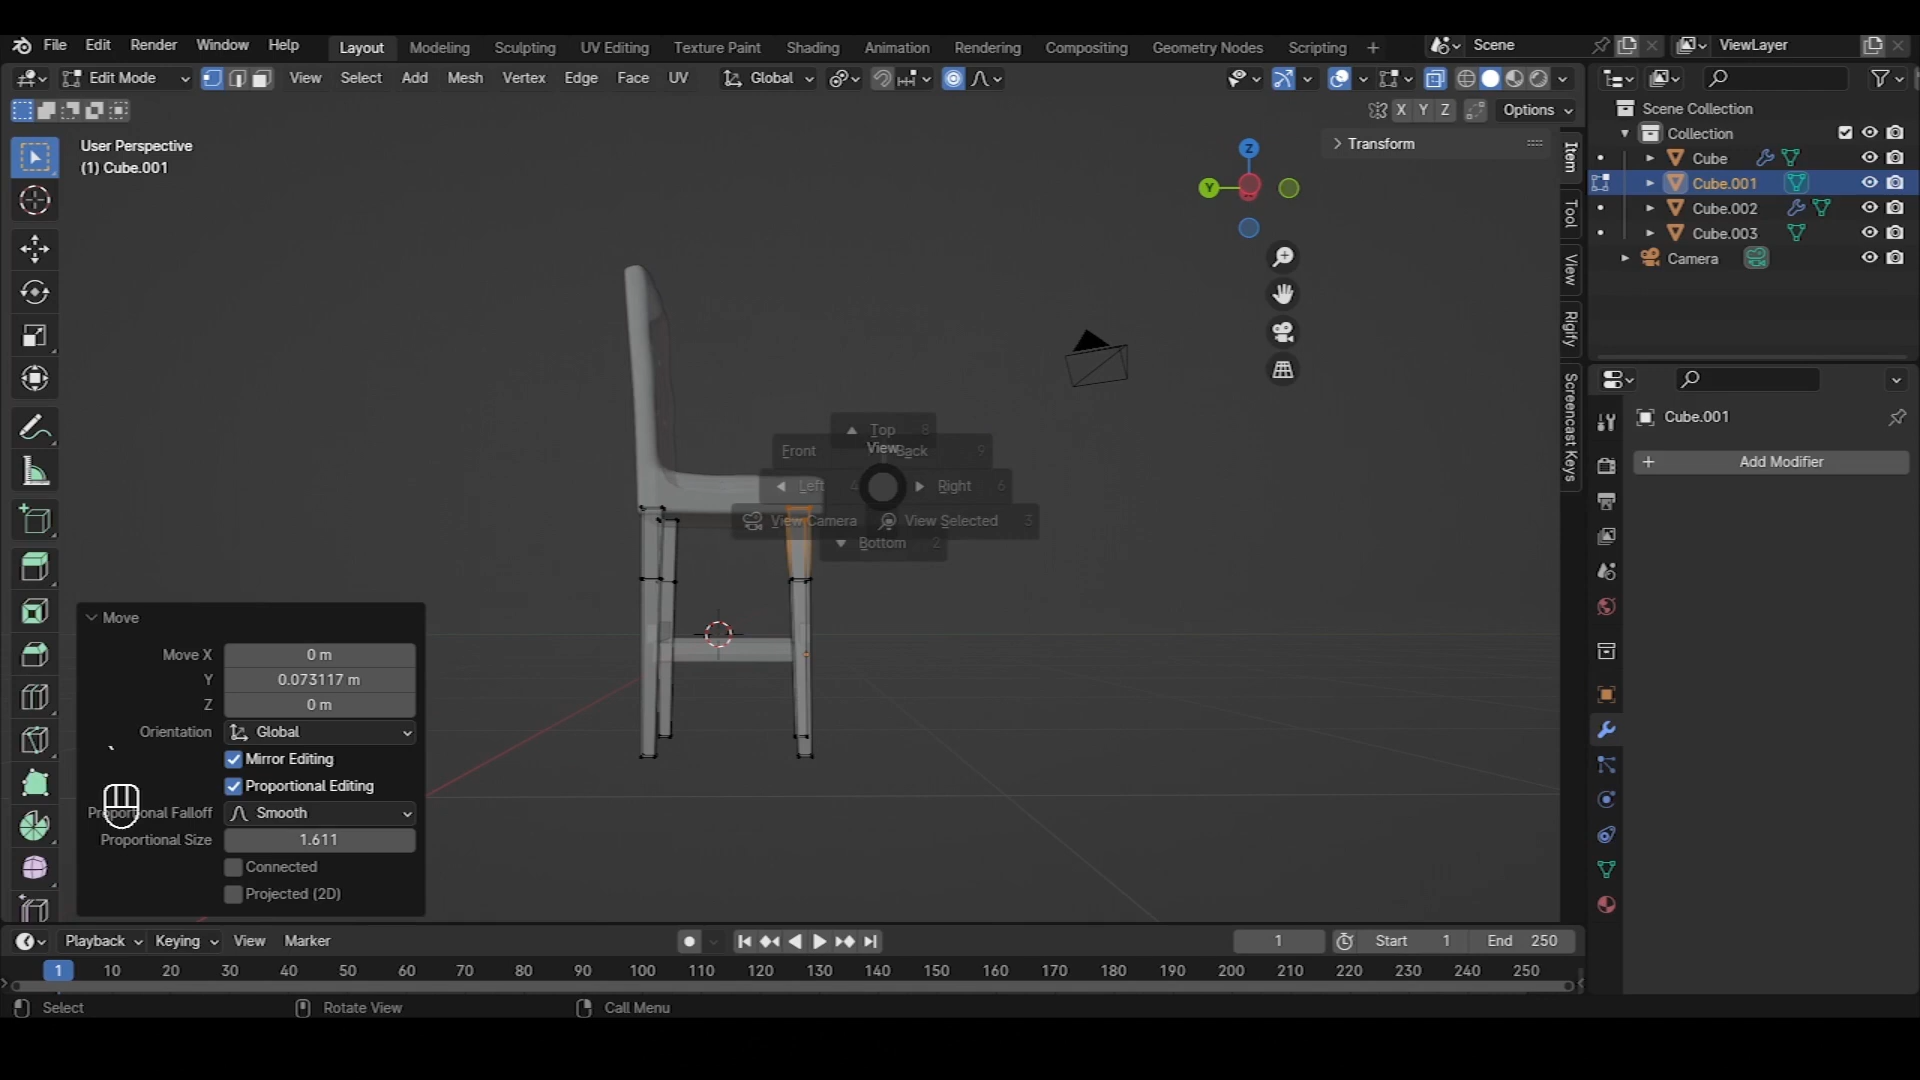 File Edit Render Window Help Layout Modeling Sculpting UV Editing Texture Paint Shading Animation Rendering Compositing Geometry Nodes Scripting + Scene ViewLayer
Edit Mode View Select Add Mesh Vertex Edge Face UV Global
X Y Z Options
User Perspective
(1) Cube.001
Z
Y
Transform
Item
Tool
View
Rigify
Screencast Keys
Scene Collection
Collection
Cube
Cube.001
Cube.002
Cube.003
Camera
Cube.001
+ Add Modifier
Top 8
View
Front Back 9
Left 4 Right 6
View Camera View Selected 3
Bottom 2
Move
Move X 0 m
Y 0.073117 m
Z 0 m
Orientation Global
Mirror Editing
Proportional Editing
Proportional Falloff Smooth
Proportional Size 1.611
Connected
Projected (2D)
Playback Keying View Marker 1 Start 1 End 250
1 10 20 30 40 50 60 70 80 90 100 110 120 130 140 150 160 170 180 190 200 210 220 230 240 250
Select Rotate View Call Menu